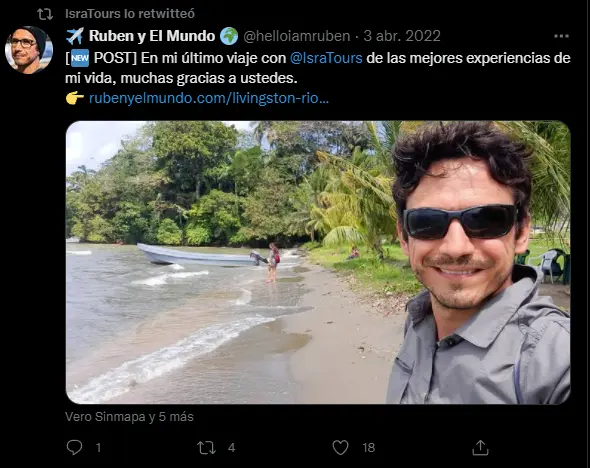 IsraTours lo retwitteó
✈️ Ruben y El Mundo 🌍 @helloiamruben · 3 abr. 2022
[🆕 POST] En mi último viaje con @IsraTours de las mejores experiencias de
mi vida, muchas gracias a ustedes.
👉 rubenyelmundo.com/livingston-rio...
Vero Sinmapa y 5 más
1 4 18